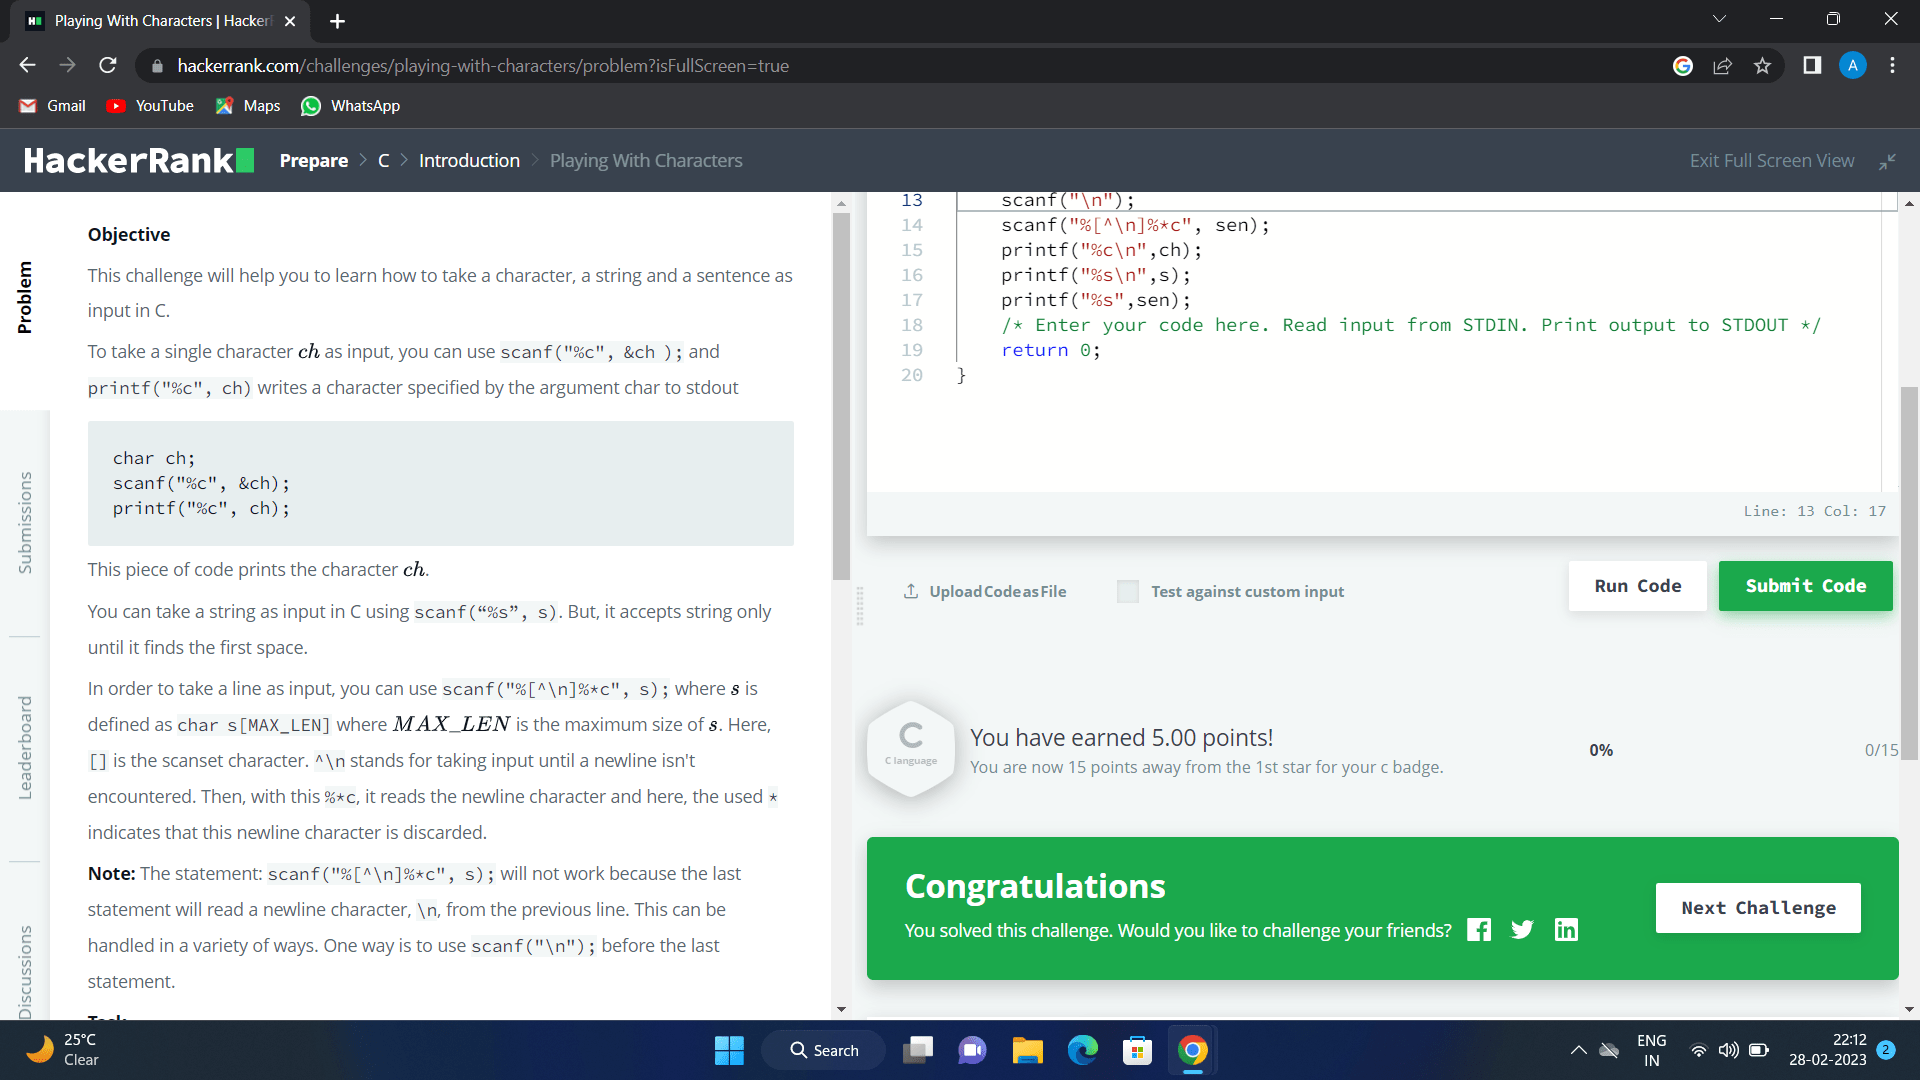 Playing With Characters | Hacker
hackerrank.com/challenges/playing-with-characters/problem?isFullScreen=true
A
Gmail
YouTube
Maps
WhatsApp
HackerRank
Prepare > C > Introduction > Playing With Characters
Exit Full Screen View
Problem
Submissions
Leaderboard
Discussions
Objective
This challenge will help you to learn how to take a character, a string and a sentence as
input in C.
To take a single character ch as input, you can use scanf("%c", &ch ); and
printf("%c", ch) writes a character specified by the argument char to stdout
char ch;
scanf("%c", &ch);
printf("%c", ch);
This piece of code prints the character ch.
You can take a string as input in C using scanf(“%s”, s). But, it accepts string only
until it finds the first space.
In order to take a line as input, you can use scanf("%[^\n]%*c", s); where s is
defined as char s[MAX_LEN] where MAX_LEN is the maximum size of s. Here,
[] is the scanset character. ^\n stands for taking input until a newline isn't
encountered. Then, with this %*c, it reads the newline character and here, the used *
indicates that this newline character is discarded.
Note: The statement: scanf("%[^\n]%*c", s); will not work because the last
statement will read a newline character, \n, from the previous line. This can be
handled in a variety of ways. One way is to use scanf("\n"); before the last
statement.
Task
13 scanf("\n");
14 scanf("%[^\n]%*c", sen);
15 printf("%c\n",ch);
16 printf("%s\n",s);
17 printf("%s",sen);
18 /* Enter your code here. Read input from STDIN. Print output to STDOUT */
19 return 0;
20 }
Line: 13 Col: 17
Upload Code as File
Test against custom input
Run Code
Submit Code
C
C language
You have earned 5.00 points!
You are now 15 points away from the 1st star for your c badge.
0%
0/15
Congratulations
You solved this challenge. Would you like to challenge your friends?
Next Challenge
25°C
Clear
Search
ENG
IN
22:12
28-02-2023
2